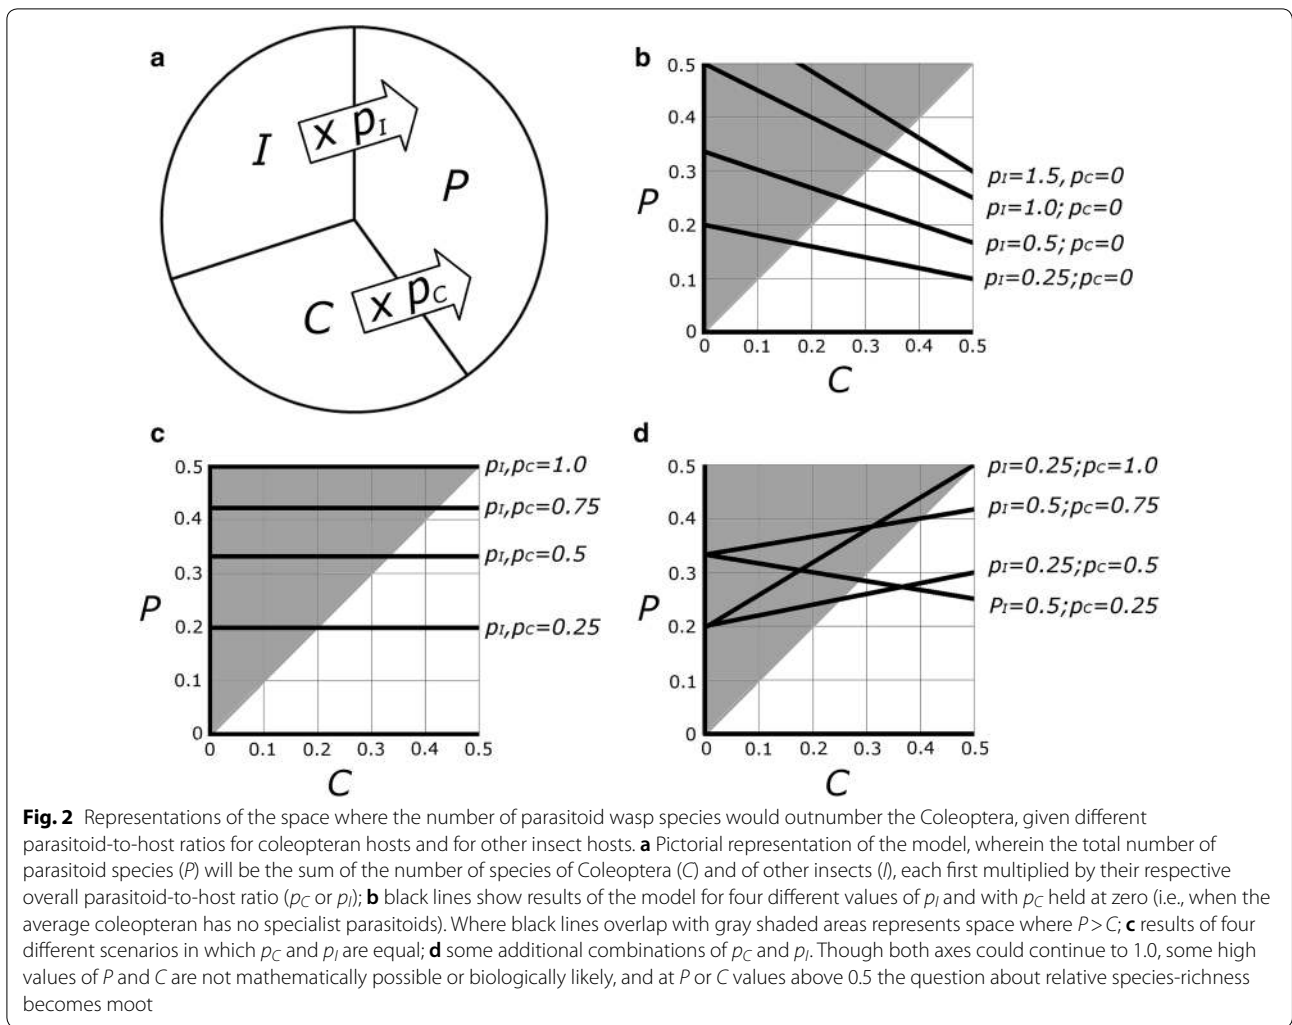 a
I
x pI
P
C
x pC
b
0.5
0.4
0.3
P
0.2
0.1
0
0
0.1
0.2
0.3
0.4
0.5
C
pI=1.5, pC=0
pI=1.0; pC=0
pI=0.5; pC=0
pI=0.25;pC=0
c
0.5
0.4
0.3
P
0.2
0.1
0
0
0.1
0.2
0.3
0.4
0.5
C
pI,pC=1.0
pI,pC=0.75
pI,pC=0.5
pI,pC=0.25
d
0.5
0.4
0.3
P
0.2
0.1
0
0
0.1
0.2
0.3
0.4
0.5
C
pI=0.25;pC=1.0
pI=0.5;pC=0.75
pI=0.25;pC=0.5
PI=0.5;pC=0.25
Fig. 2 Representations of the space where the number of parasitoid wasp species would outnumber the Coleoptera, given different
parasitoid-to-host ratios for coleopteran hosts and for other insect hosts. a Pictorial representation of the model, wherein the total number of
parasitoid species (P) will be the sum of the number of species of Coleoptera (C) and of other insects (I), each first multiplied by their respective
overall parasitoid-to-host ratio (pC or pI); b black lines show results of the model for four different values of pI and with pC held at zero (i.e., when the
average coleopteran has no specialist parasitoids). Where black lines overlap with gray shaded areas represents space where P > C; c results of four
different scenarios in which pC and pI are equal; d some additional combinations of pC and pI. Though both axes could continue to 1.0, some high
values of P and C are not mathematically possible or biologically likely, and at P or C values above 0.5 the question about relative species-richness
becomes moot